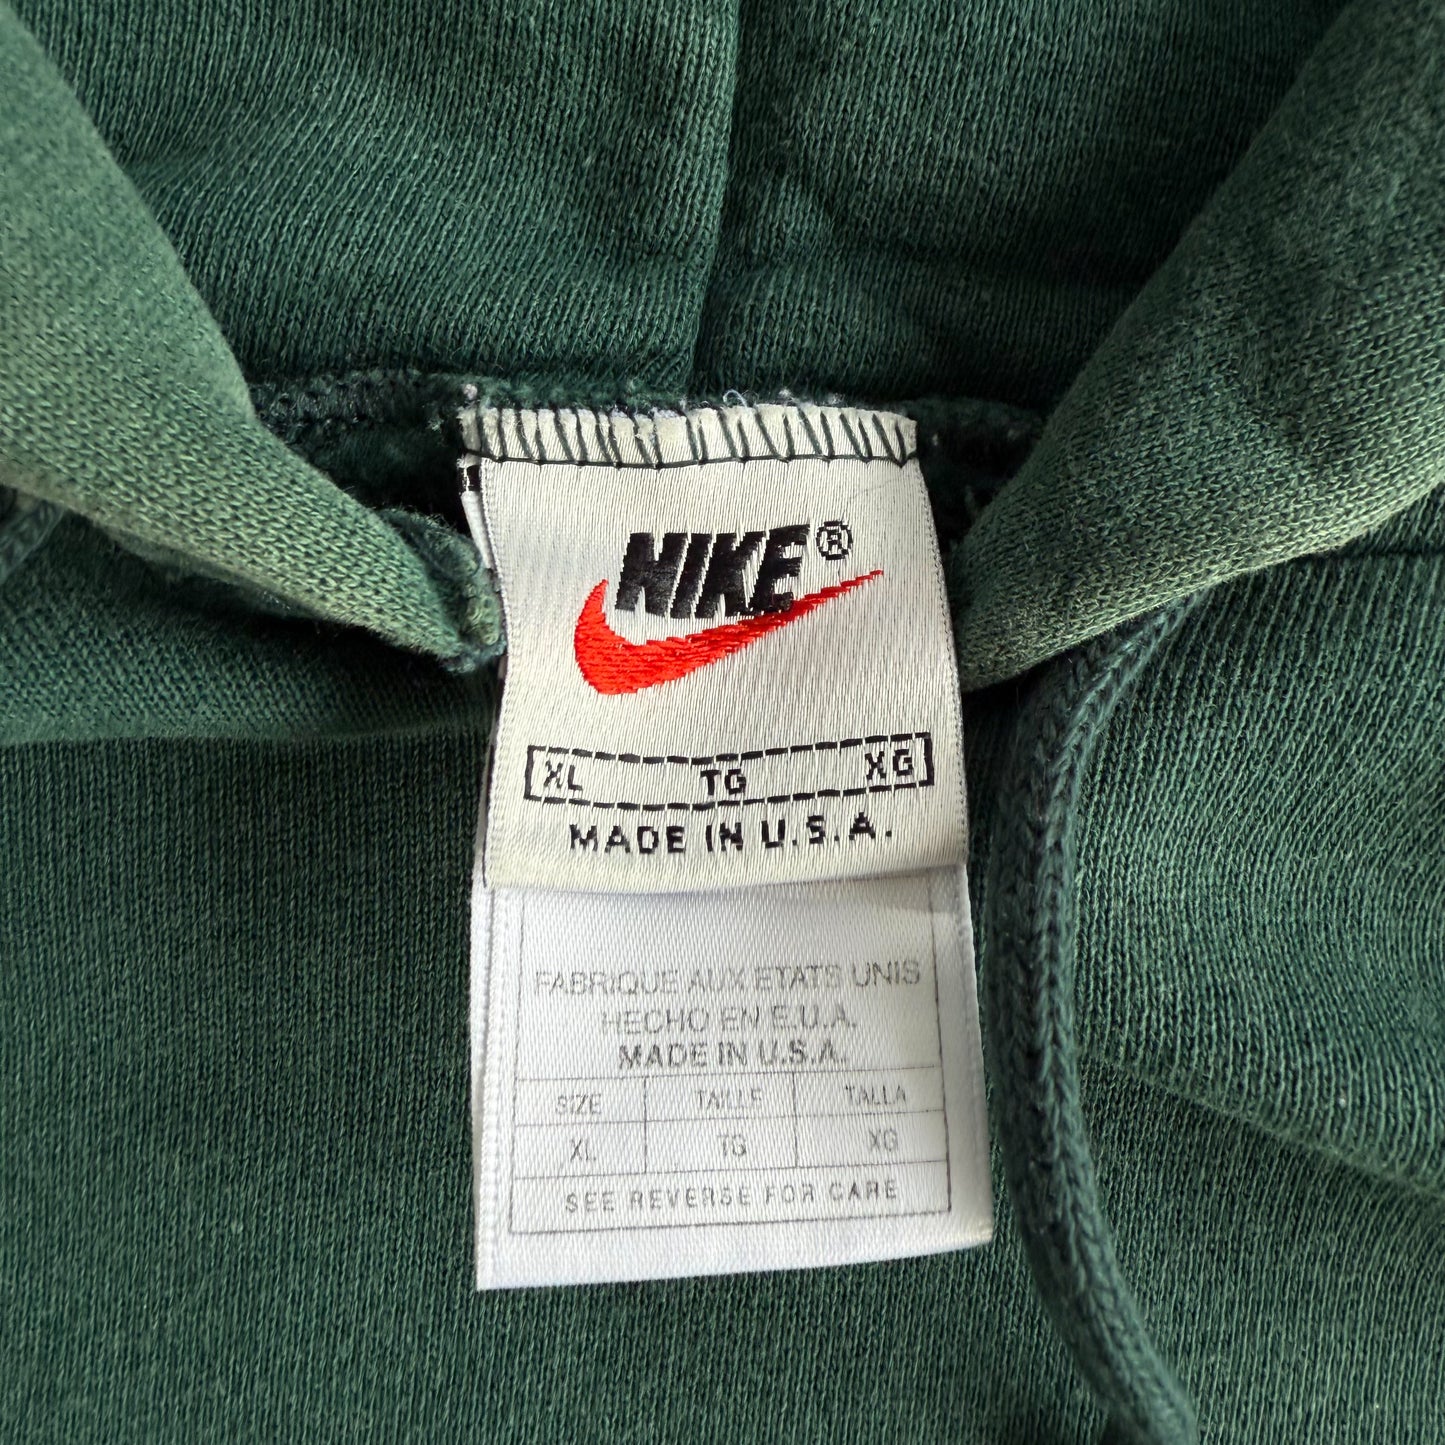 NIKE®
XL TG XG
MADE IN U.S.A.
FABRIQUE AUX ETATS UNIS
HECHO EN E.U.A.
MADE IN U.S.A.
SIZE TAILLE TALLA
XL TG XG
SEE REVERSE FOR CARE